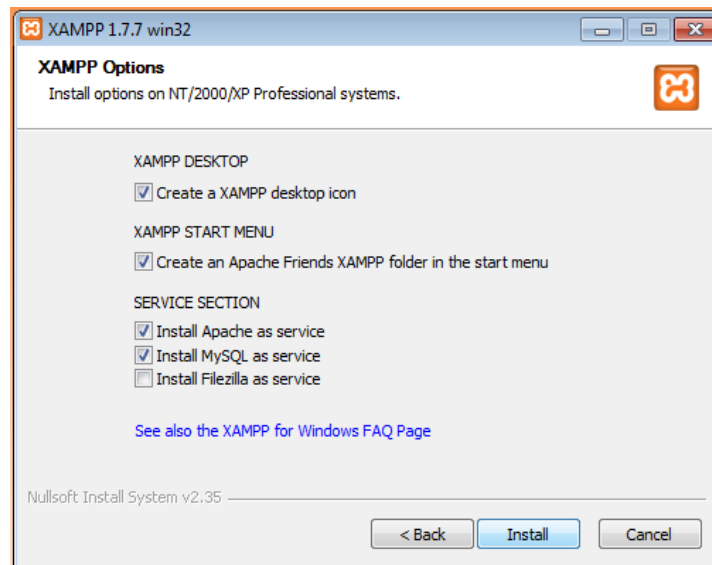 XAMPP 1.7.7 win32
XAMPP Options
Install options on NT/2000/XP Professional systems.
XAMPP DESKTOP
Create a XAMPP desktop icon
XAMPP START MENU
Create an Apache Friends XAMPP folder in the start menu
SERVICE SECTION
Install Apache as service
Install MySQL as service
Install Filezilla as service
See also the XAMPP for Windows FAQ Page
Nullsoft Install System v2.35
< Back Install Cancel